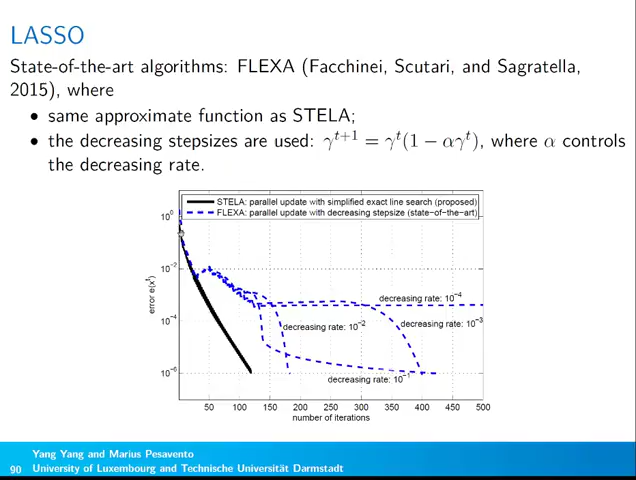 LASSO
State-of-the-art algorithms: FLEXA (Facchinei, Scutari, and Sagratella,
2015), where
• same approximate function as STELA;
• the decreasing stepsizes are used: γ^{t+1} = γ^t(1 − αγ^t), where α controls
the decreasing rate.
STELA: parallel update with simplified exact line search (proposed)
FLEXA: parallel update with decreasing stepsize (state-of-the-art)
10^0
10^−2
10^−4
10^−6
error e(x^t)
decreasing rate: 10^−4
decreasing rate: 10^−2
decreasing rate: 10^−3
decreasing rate: 10^−1
50 100 150 200 250 300 350 400 450 500
number of iterations
Yang Yang and Marius Pesavento
90 University of Luxembourg and Technische Universität Darmstadt